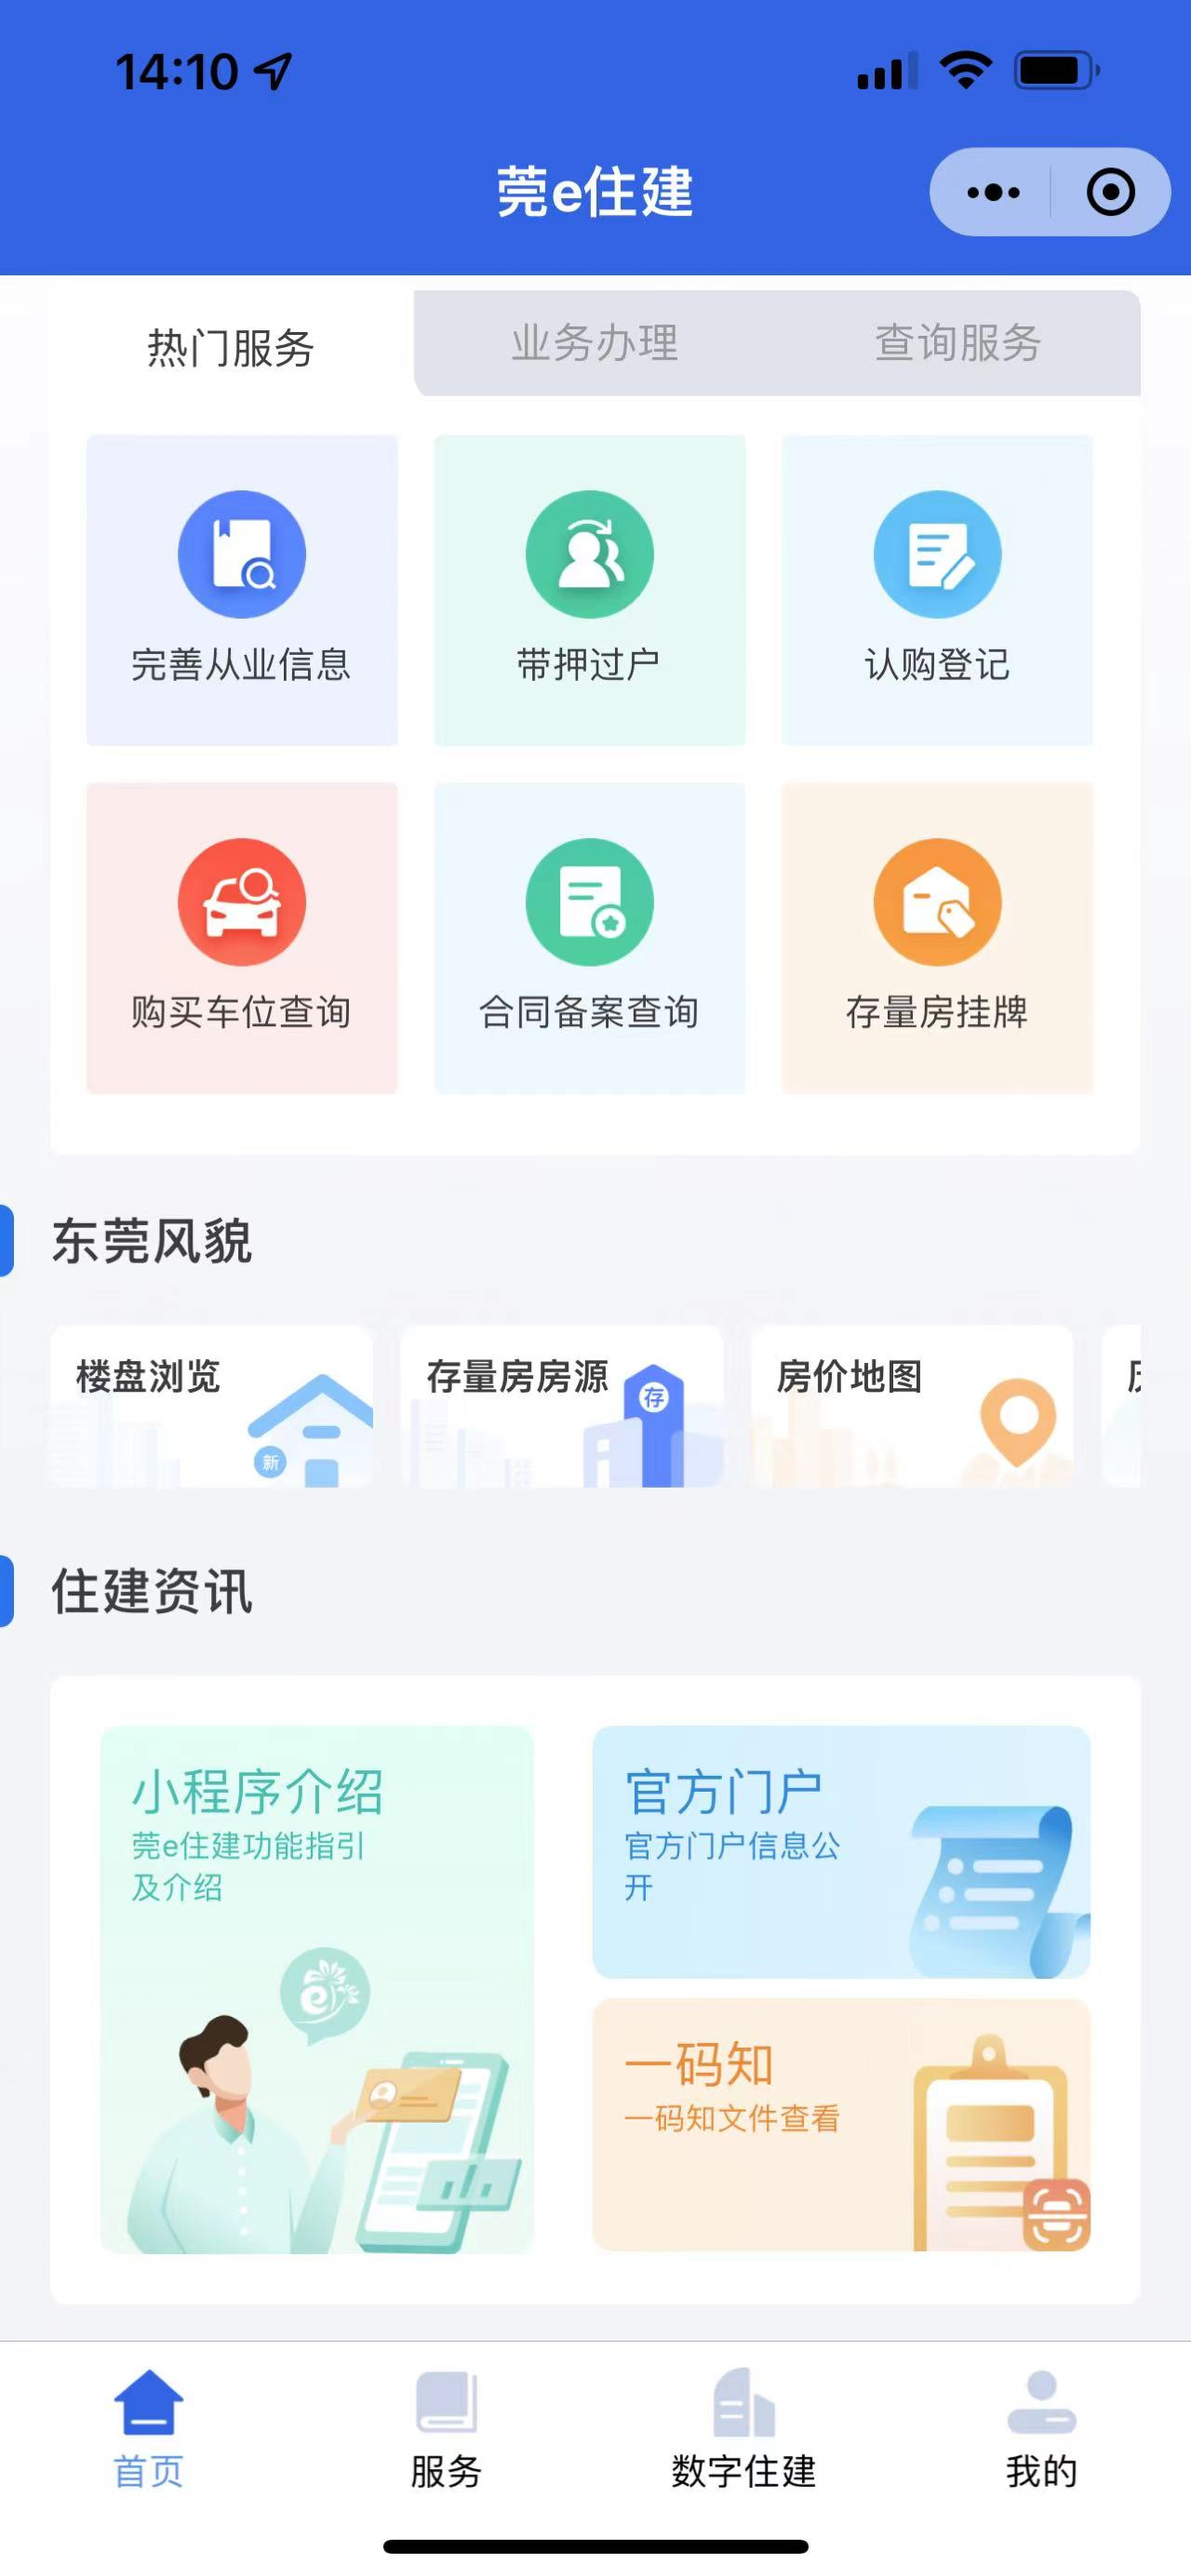 14:10
莞e住建
热门服务 业务办理 查询服务
完善从业信息 带押过户 认购登记
购买车位查询 合同备案查询 存量房挂牌
东莞风貌
楼盘浏览 存量房房源 房价地图
新 存
住建资讯
小程序介绍
莞e住建功能指引
及介绍
官方门户
官方门户信息公
开
一码知
一码知文件查看
首页 服务 数字住建 我的